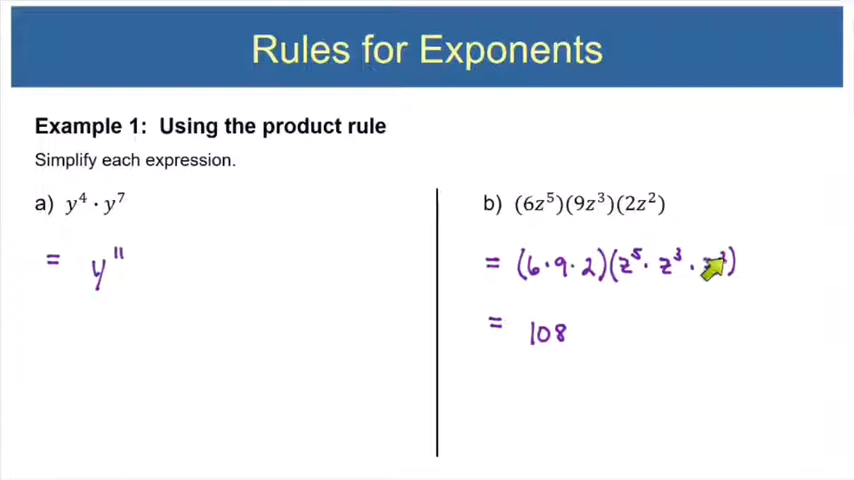 Rules for Exponents
Example 1: Using the product rule
Simplify each expression.
a) y⁴ · y⁷
= y¹¹
b) (6z⁵)(9z³)(2z²)
= (6·9·2)(z⁵·z³·z²)
= 108